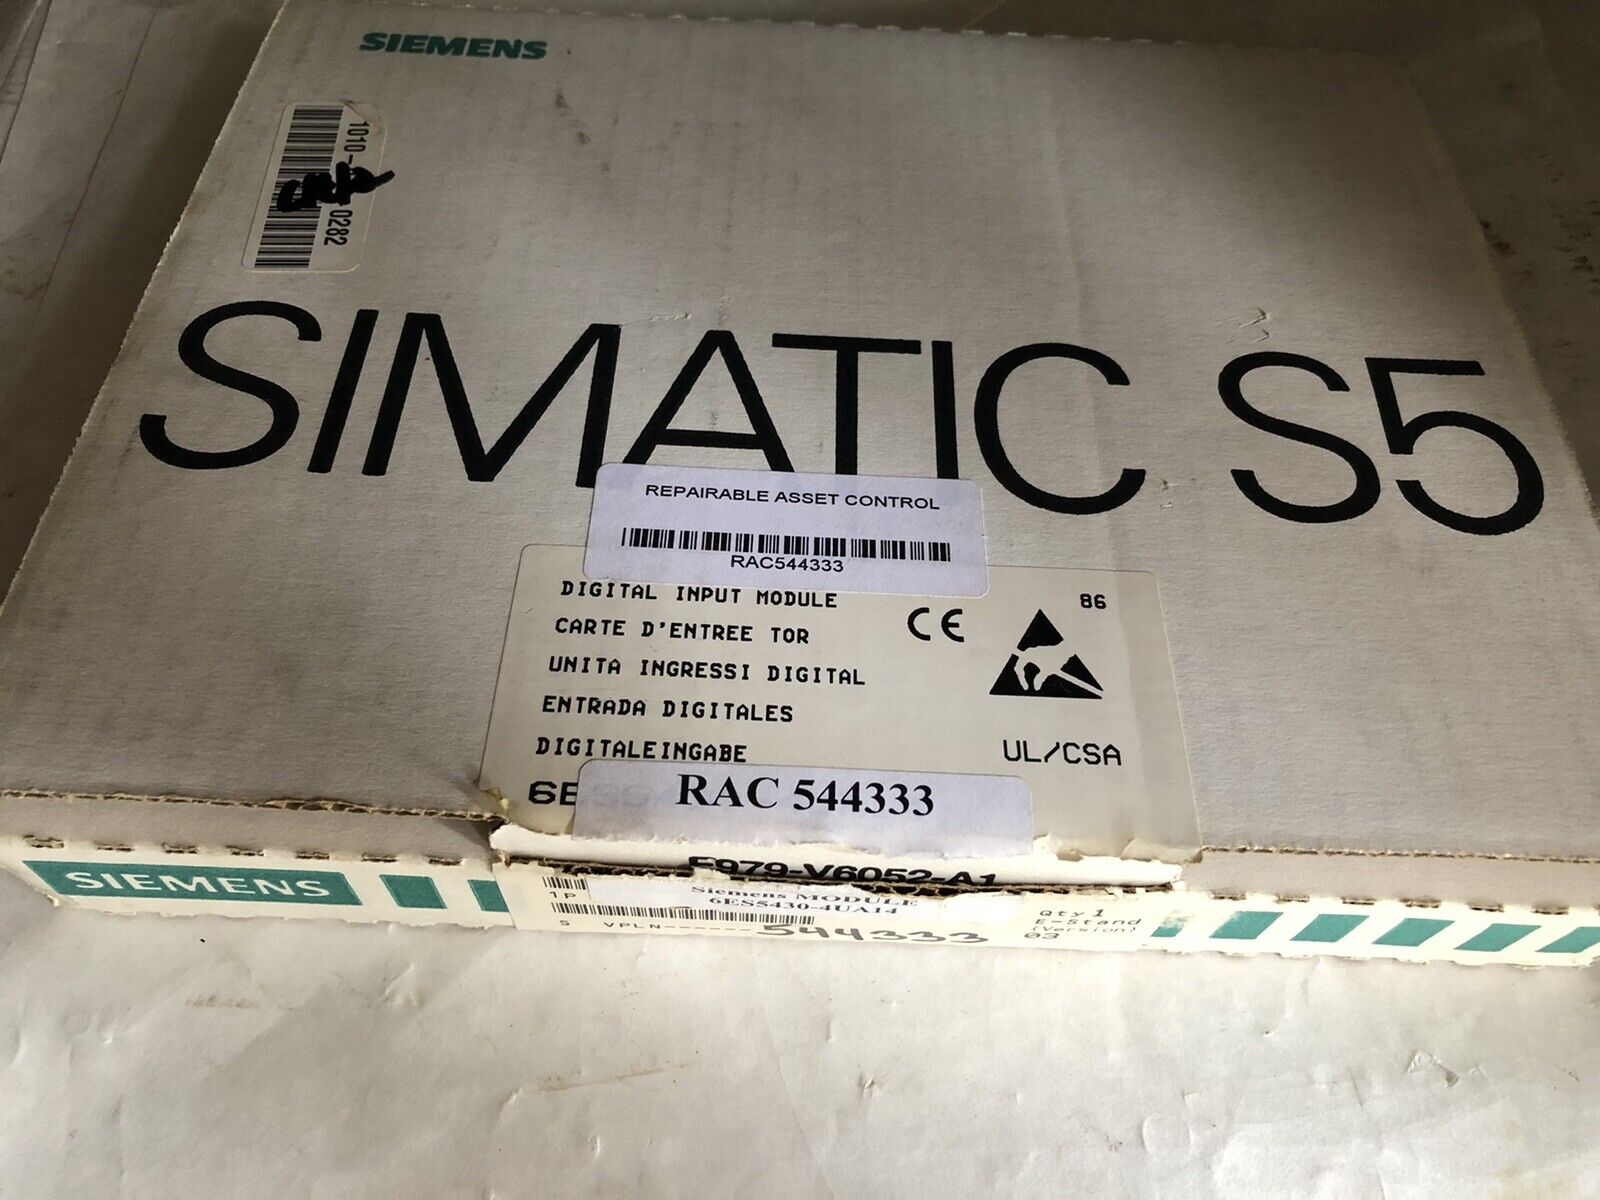 SIEMENS
1010-
0282
SIMATIC S5
REPAIRABLE ASSET CONTROL
RAC544333
DIGITAL INPUT MODULE
86
CARTE D'ENTREE TOR
CE
UNITA INGRESSI DIGITAL
ENTRADA DIGITALES
DIGITALEINGABE
UL/CSA
6E
RAC 544333
E979-V6052-A1
SIEMENS
1P
Siemens MODULE
6ES5430-4UA14
Qty 1
E-Stand
(Version)
03
S VPLN------
544333